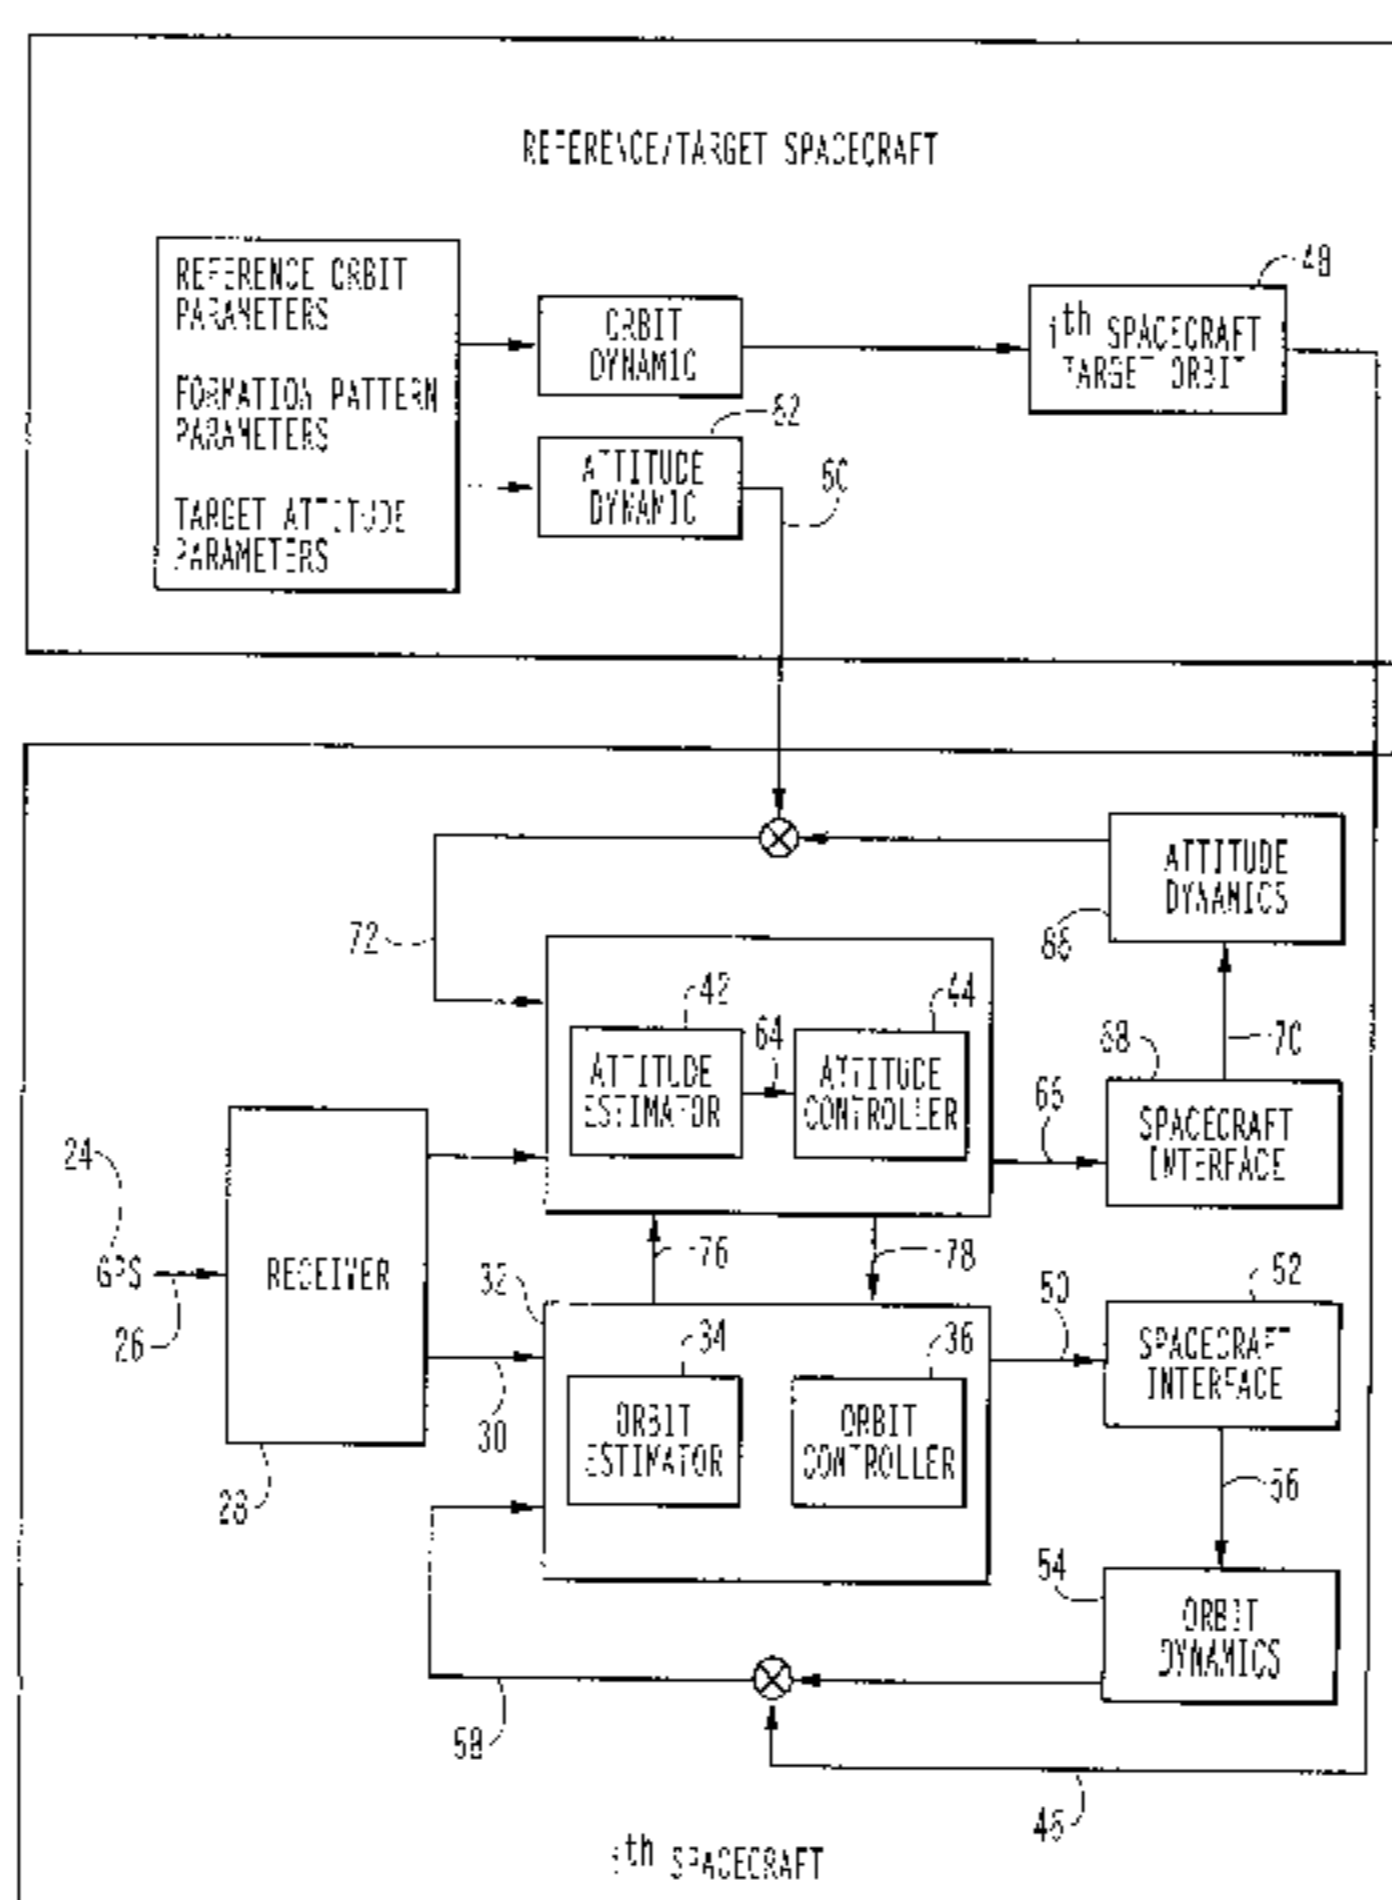 REFERENCE/TARGET SPACECRAFT
REFERENCE ORBIT
PARAMETERS
FORMATION PATTERN
PARAMETERS
TARGET ATTITUDE
PARAMETERS
ORBIT
DYNAMIC
62
ATTITUDE
DYNAMIC
60
48
ith SPACECRAFT
TARGET ORBIT
ATTITUDE
DYNAMICS
72
42
ATTITUDE
ESTIMATOR
64
44
ATTITUDE
CONTROLLER
70
68
SPACECRAFT
INTERFACE
24
GPS
26
RECEIVER
28
30
76
78
32
34
ORBIT
ESTIMATOR
36
ORBIT
CONTROLLER
50
52
SPACECRAFT
INTERFACE
56
54
ORBIT
DYNAMICS
58
46
ith SPACECRAFT